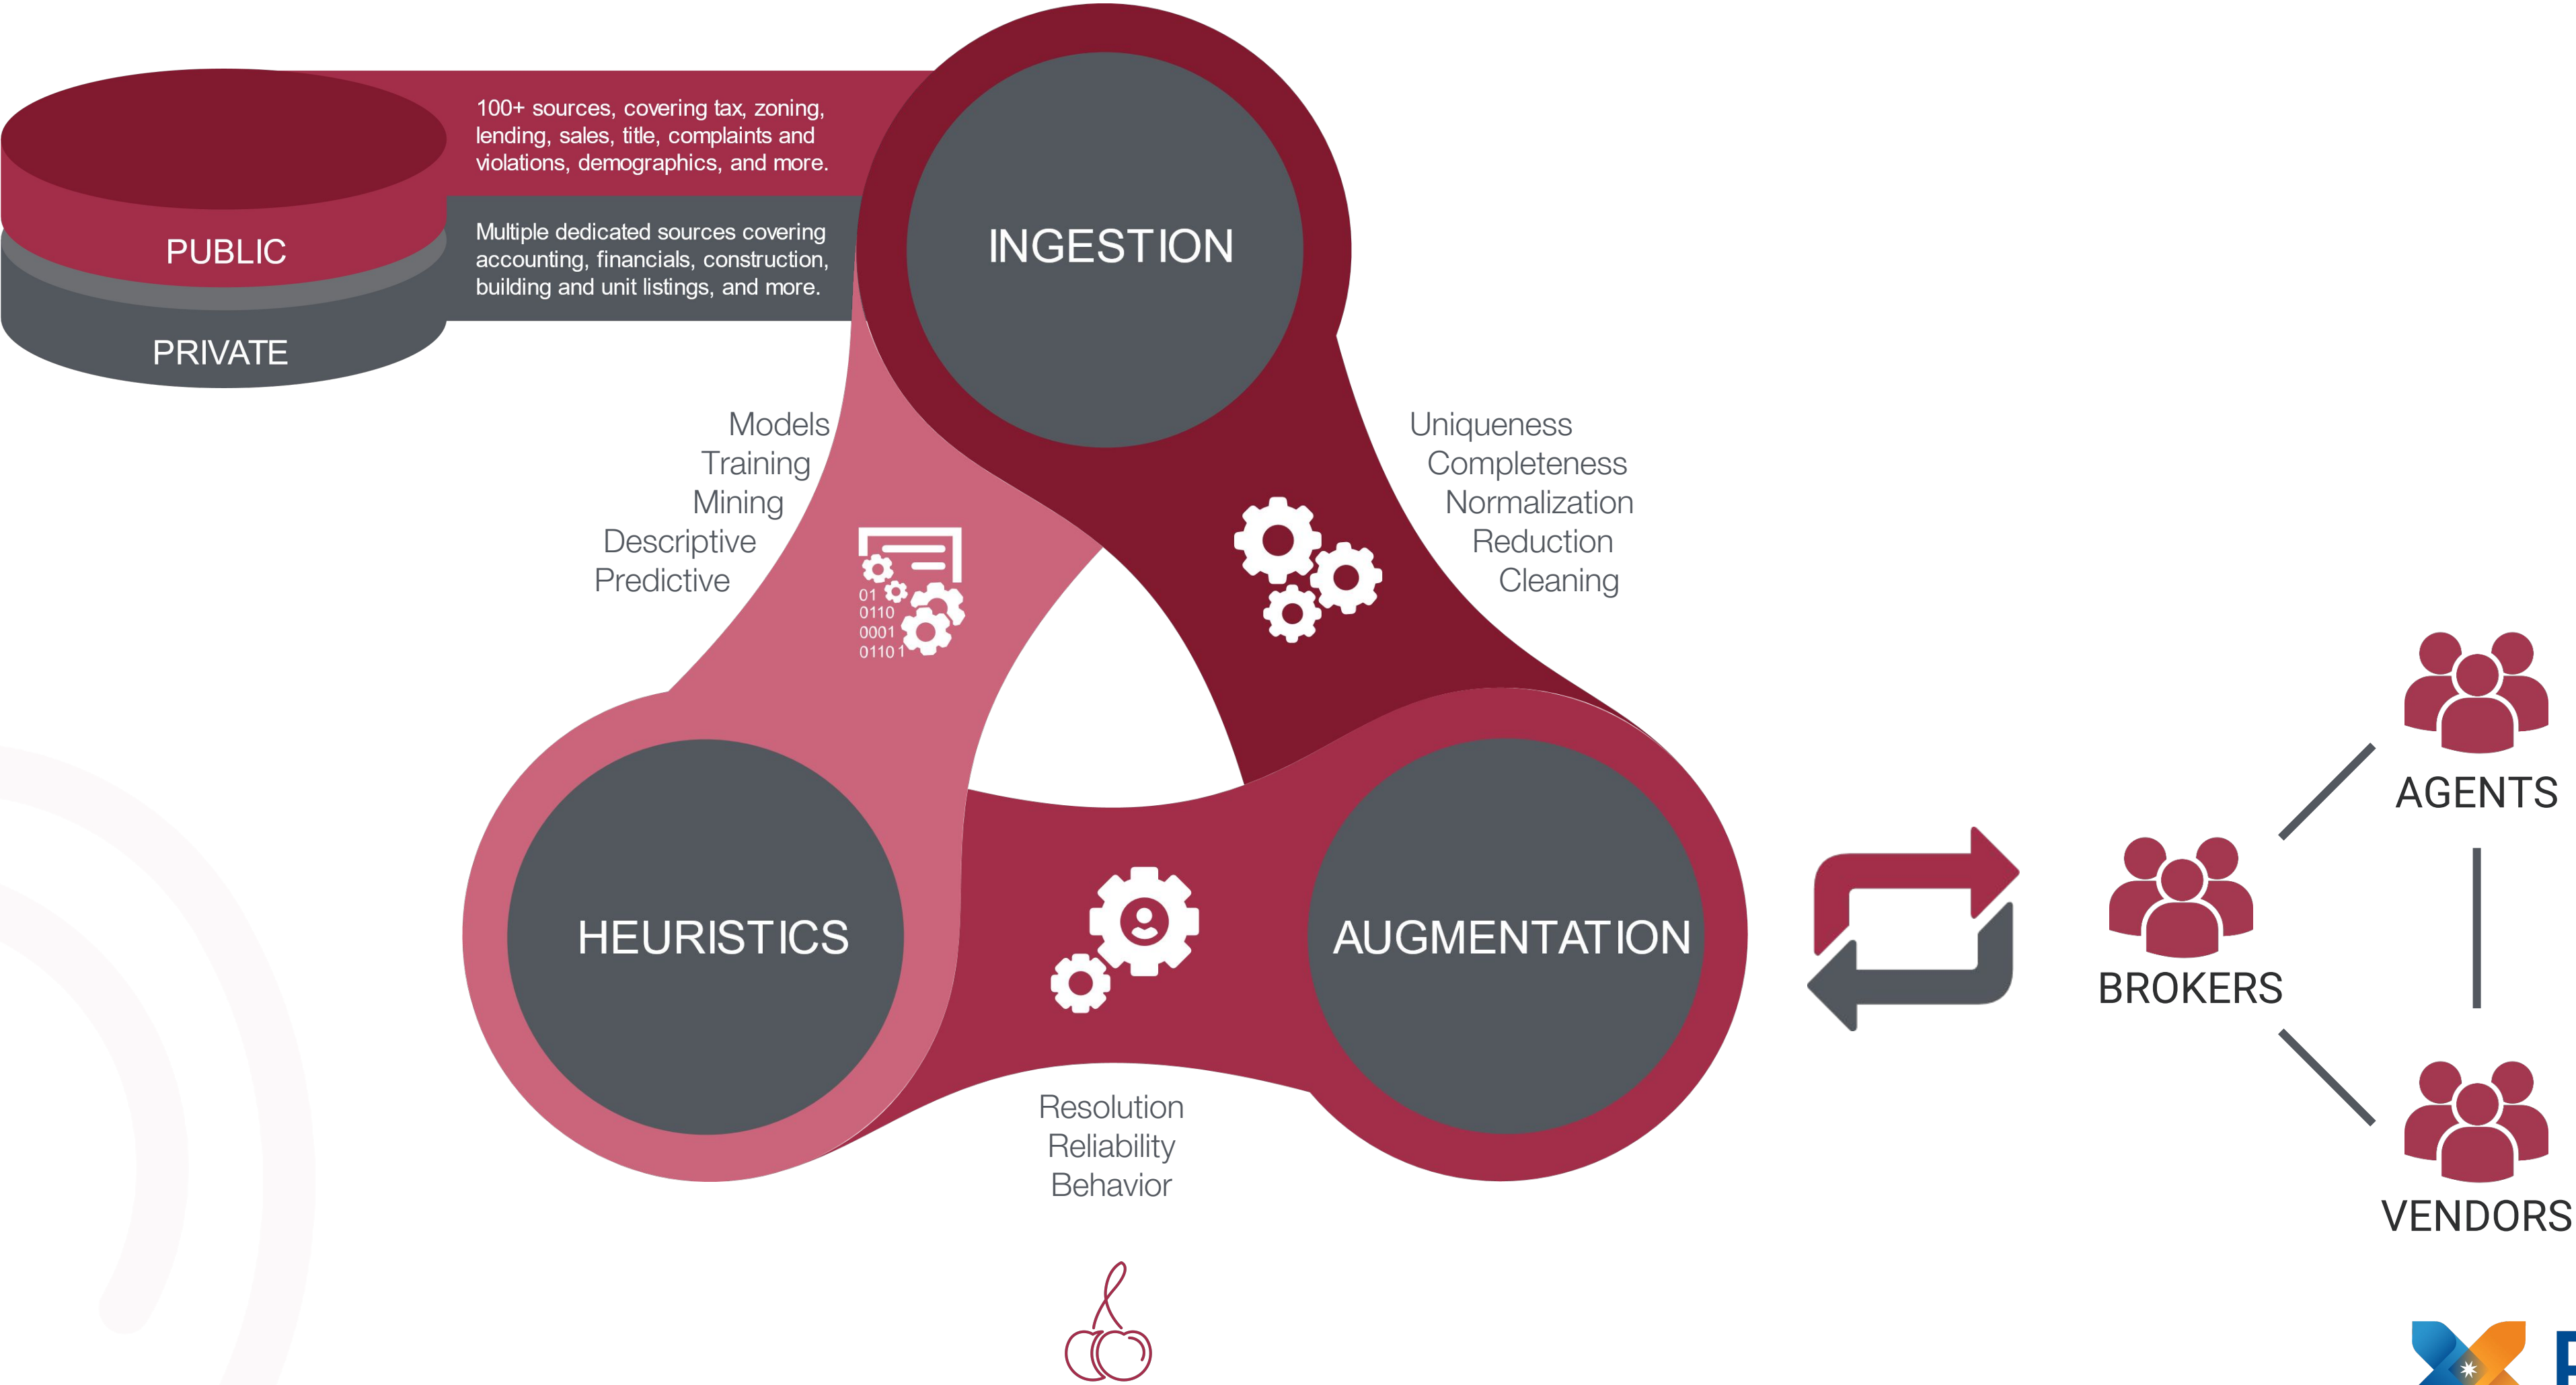 100+ sources, covering tax, zoning,
lending, sales, title, complaints and
violations, demographics, and more.
PUBLIC
Multiple dedicated sources covering
accounting, financials, construction,
building and unit listings, and more.
PRIVATE
INGESTION
Models
Training
Mining
Descriptive
Predictive
Uniqueness
Completeness
Normalization
Reduction
Cleaning
01
0110
0001
01101
HEURISTICS
AUGMENTATION
Resolution
Reliability
Behavior
AGENTS
BROKERS
VENDORS